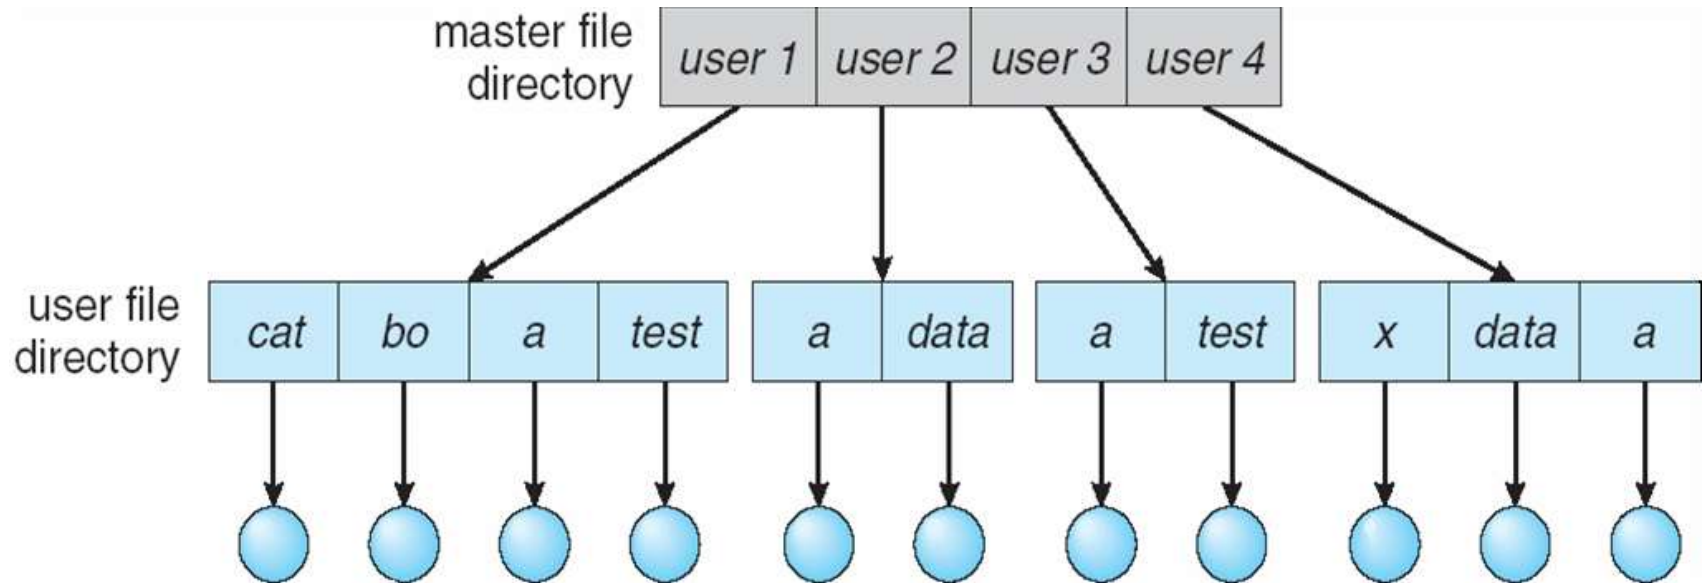 master file
directory
user 1 user 2 user 3 user 4
user file
directory
cat bo a test a data a test x data a